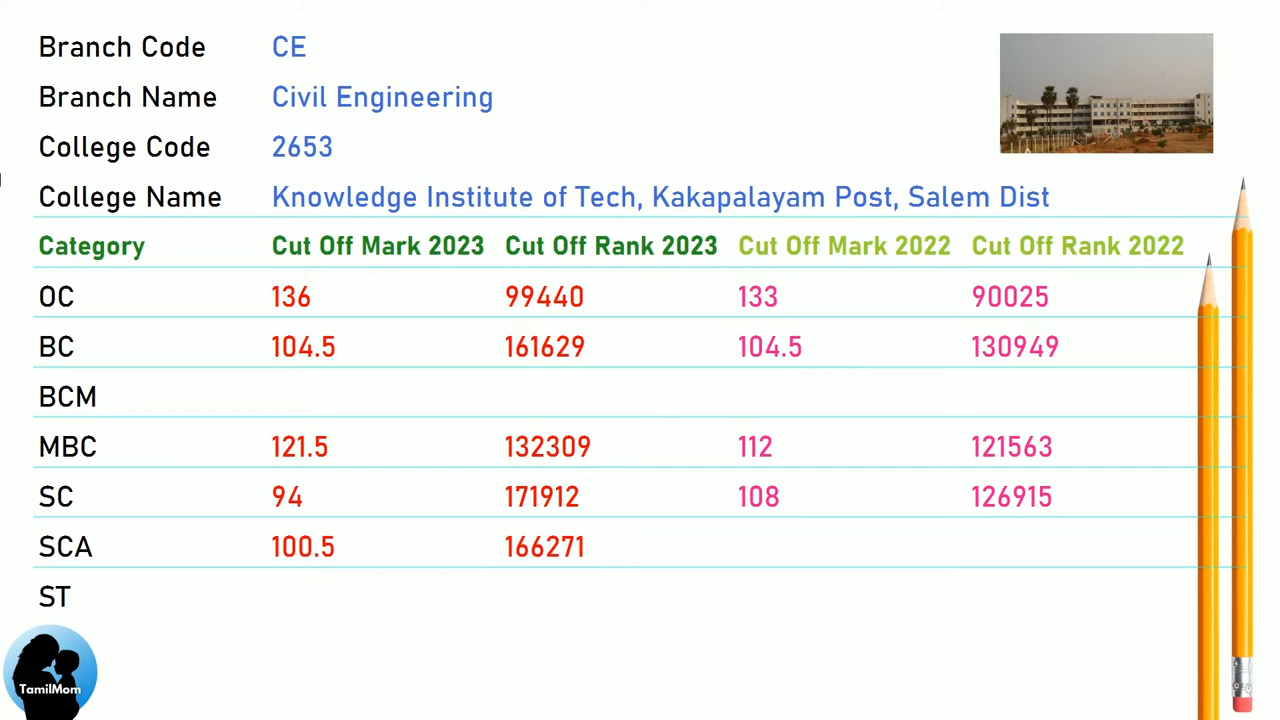 Branch Code CE
Branch Name Civil Engineering
College Code 2653
College Name Knowledge Institute of Tech, Kakapalayam Post, Salem Dist
Category Cut Off Mark 2023 Cut Off Rank 2023 Cut Off Mark 2022 Cut Off Rank 2022
OC 136 99440 133 90025
BC 104.5 161629 104.5 130949
BCM
MBC 121.5 132309 112 121563
SC 94 171912 108 126915
SCA 100.5 166271
ST
TamilMom